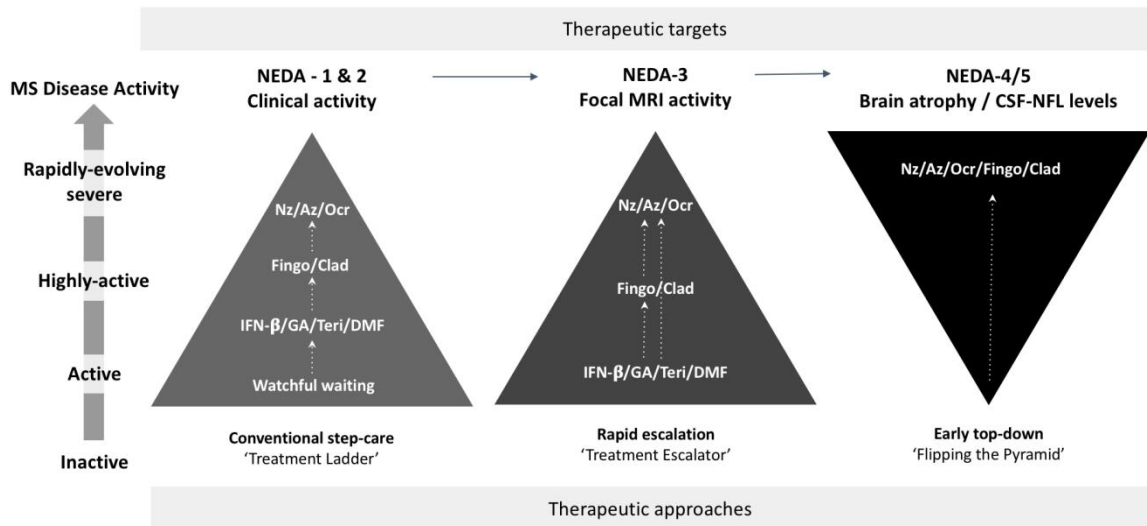 Therapeutic targets
MS Disease Activity
Rapidly-evolving
severe
Highly-active
Active
Inactive
NEDA - 1 & 2
Clinical activity
Nz/Az/Ocr
Fingo/Clad
IFN-β/GA/Teri/DMF
Watchful waiting
Conventional step-care
‘Treatment Ladder’
NEDA-3
Focal MRI activity
Nz/Az/Ocr
Fingo/Clad
IFN-β/GA/Teri/DMF
Rapid escalation
‘Treatment Escalator’
NEDA-4/5
Brain atrophy / CSF-NFL levels
Nz/Az/Ocr/Fingo/Clad
Early top-down
‘Flipping the Pyramid’
Therapeutic approaches